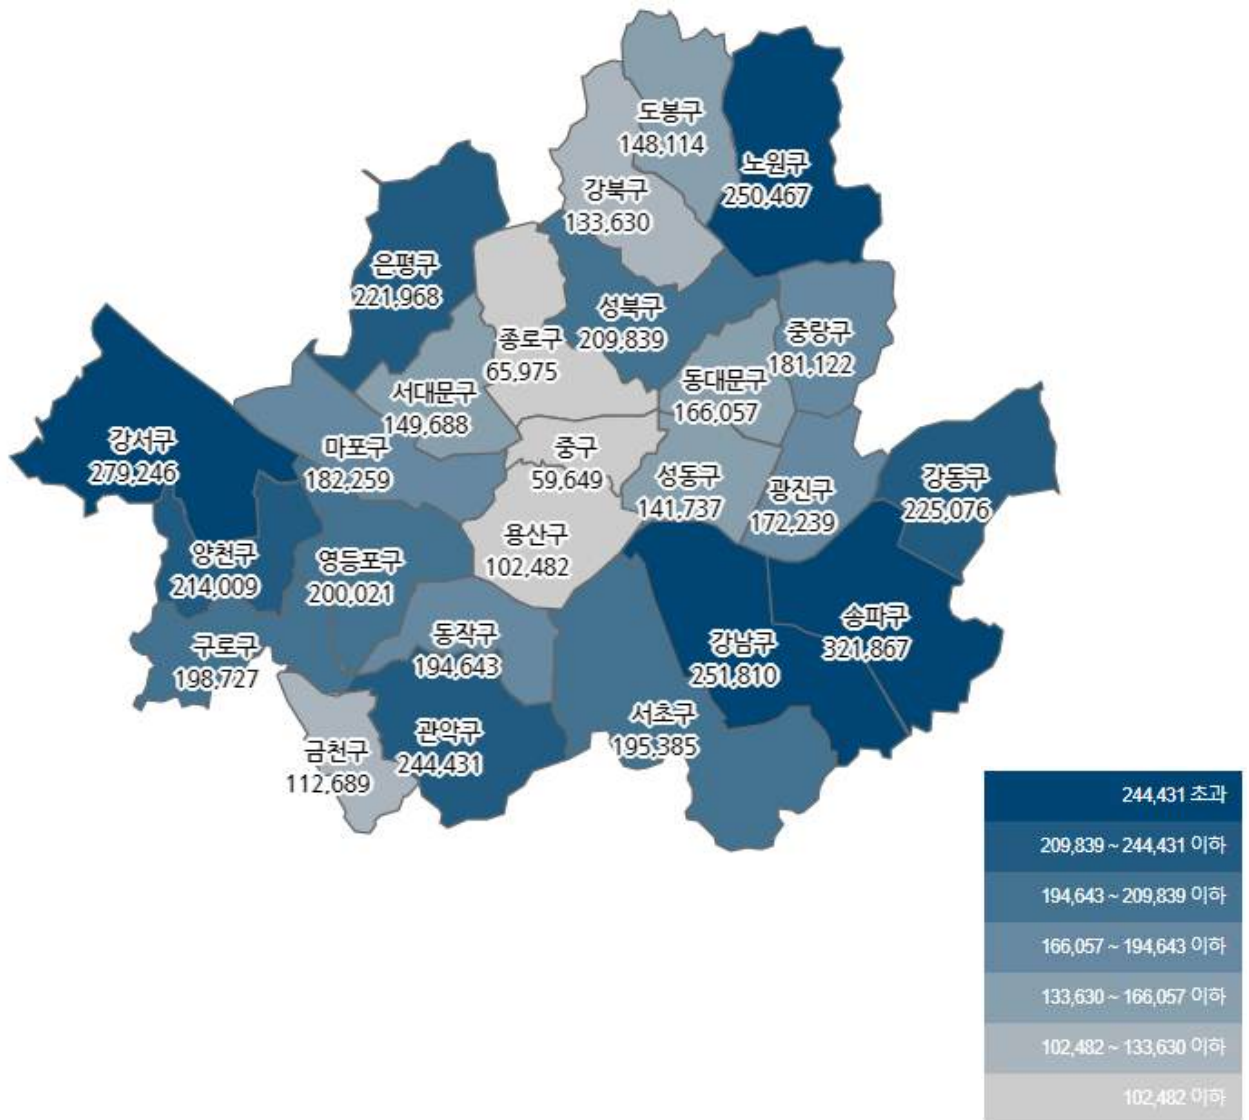 도봉구
148,114
노원구
250,467
강북구
133,630
은평구
221,968
성북구
209,839
종로구
65,975
중랑구
181,122
동대문구
166,057
서대문구
149,688
강서구
279,246
마포구
182,259
중구
59,649
성동구
141,737
광진구
172,239
강동구
225,076
용산구
102,482
양천구
214,009
영등포구
200,021
구로구
198,727
동작구
194,643
강남구
251,810
송파구
321,867
서초구
195,385
관악구
244,431
금천구
112,689
244,431 초과
209,839 ~ 244,431 이하
194,643 ~ 209,839 이하
166,057 ~ 194,643 이하
133,630 ~ 166,057 이하
102,482 ~ 133,630 이하
102,482 이하